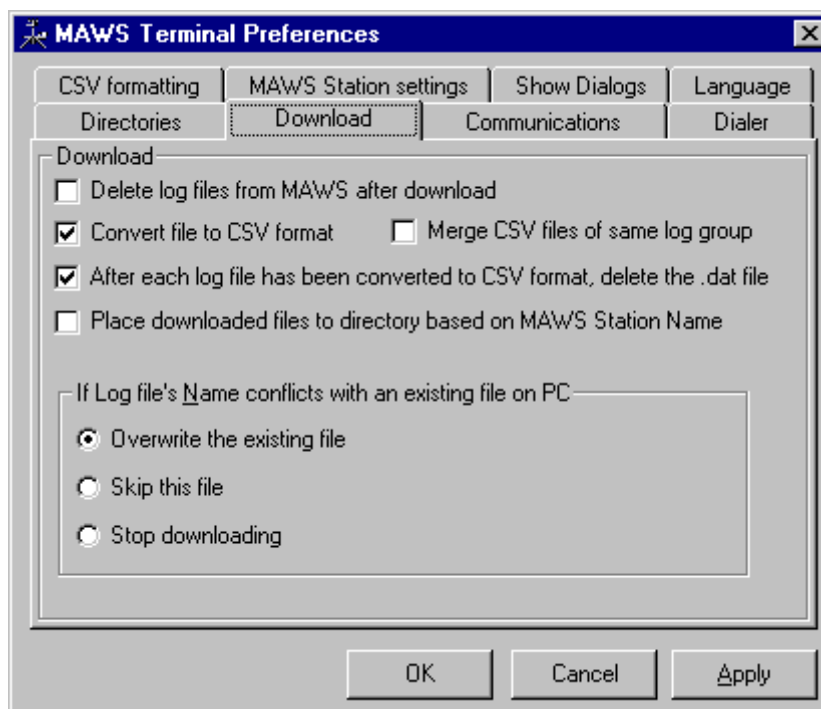 MAWS Terminal Preferences
CSV formatting MAWS Station settings Show Dialogs Language
Directories Download Communications Dialer
Download
Delete log files from MAWS after download
Convert file to CSV format Merge CSV files of same log group
After each log file has been converted to CSV format, delete the .dat file
Place downloaded files to directory based on MAWS Station Name
If Log file's Name conflicts with an existing file on PC
Overwrite the existing file
Skip this file
Stop downloading
OK Cancel Apply